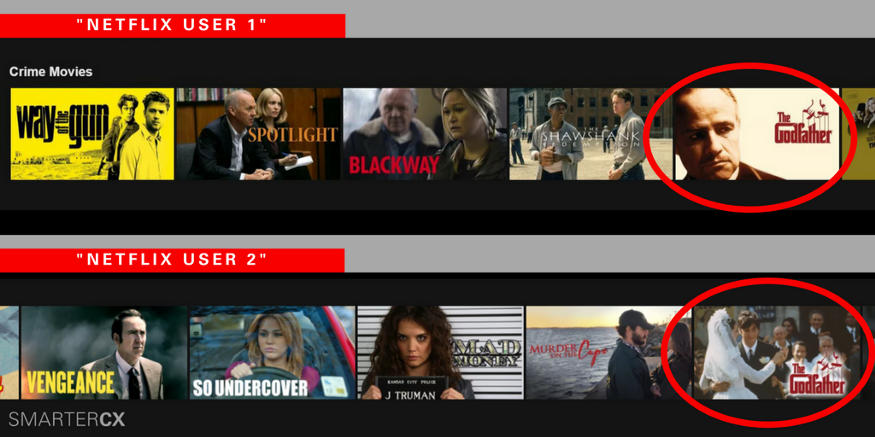 "NETFLIX USER 1"
Crime Movies
way of the gun
SPOTLIGHT
BLACKWAY
SHAWSHANK
REDEMPTION
The
Godfather
"NETFLIX USER 2"
VENGEANCE
SO UNDERCOVER
MAD
MONEY
KANSAS CITY POLICE
J TRUMAN
MURDER
ON THE Cape
The
Godfather
SMARTERCX